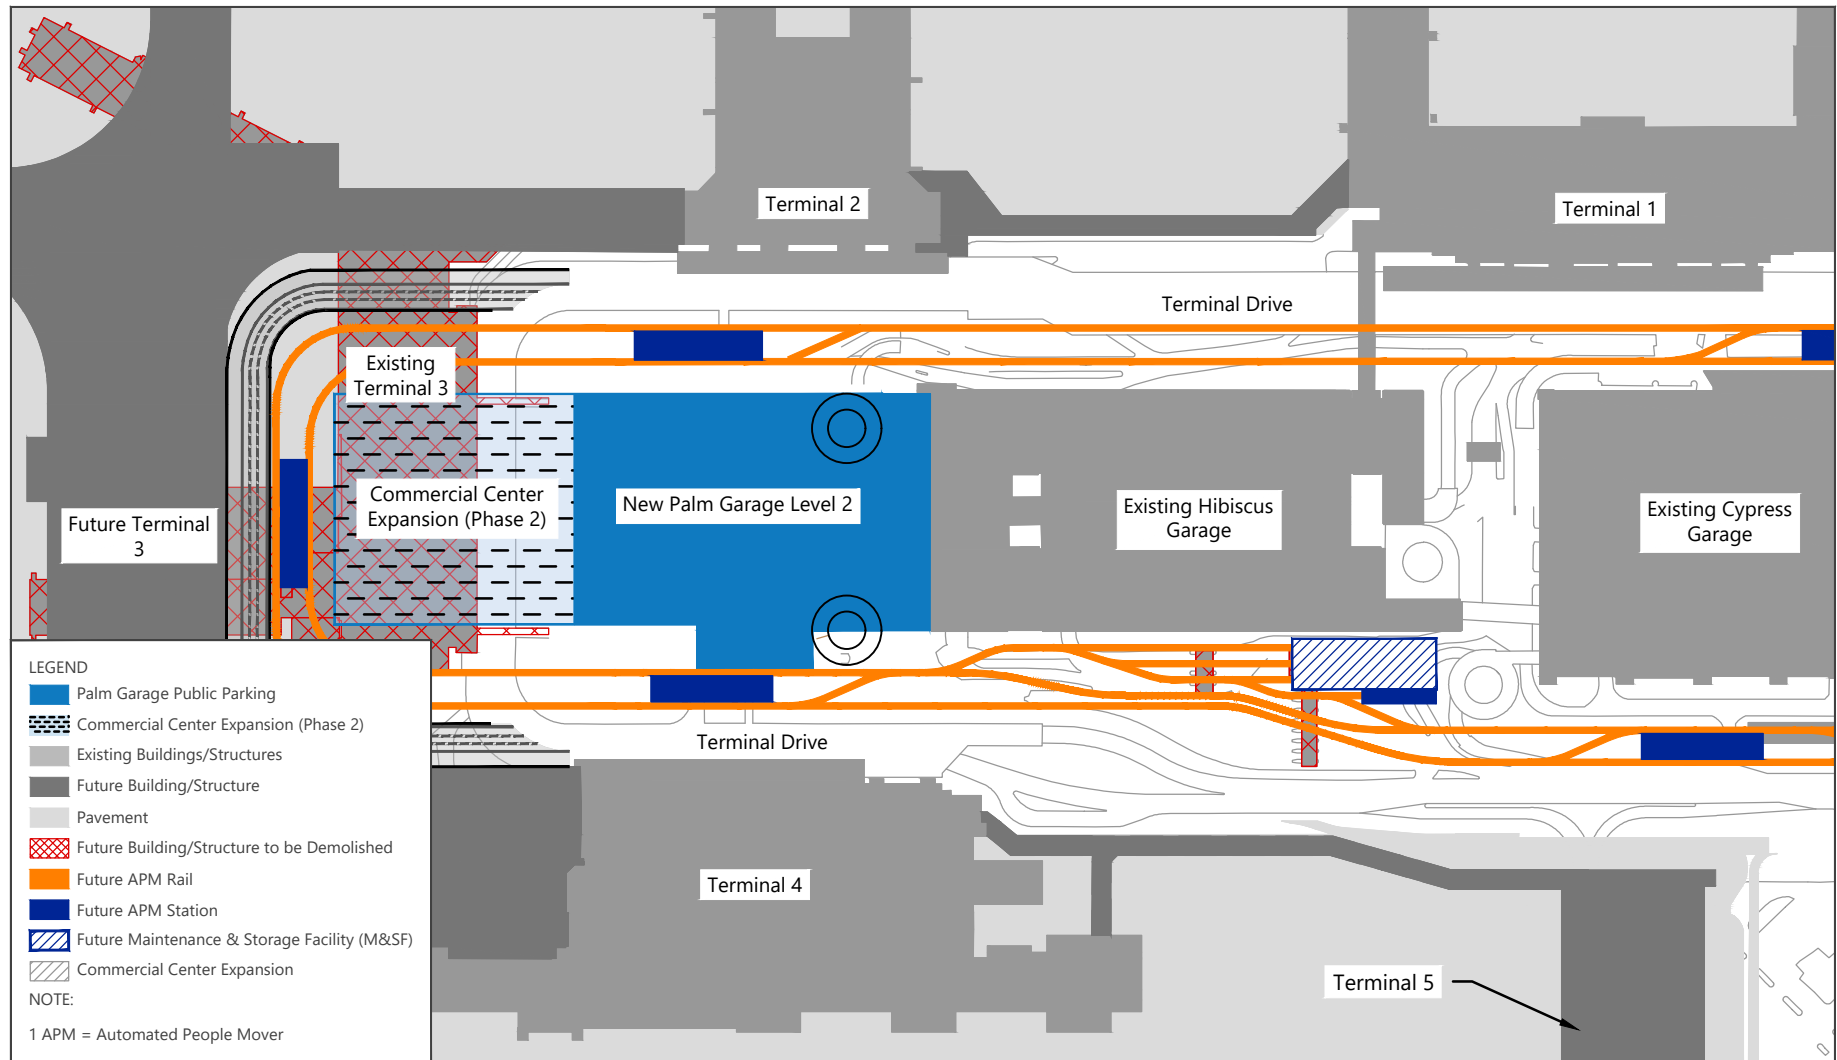 Terminal 2
Terminal 1
Terminal Drive
Existing
Terminal 3
Commercial Center
Expansion (Phase 2)
New Palm Garage Level 2
Existing Hibiscus
Garage
Existing Cypress
Garage
Future Terminal
3
Terminal Drive
Terminal 4
Terminal 5
LEGEND
Palm Garage Public Parking
Commercial Center Expansion (Phase 2)
Existing Buildings/Structures
Future Building/Structure
Pavement
Future Building/Structure to be Demolished
Future APM Rail
Future APM Station
Future Maintenance & Storage Facility (M&SF)
Commercial Center Expansion
NOTE:
1 APM = Automated People Mover